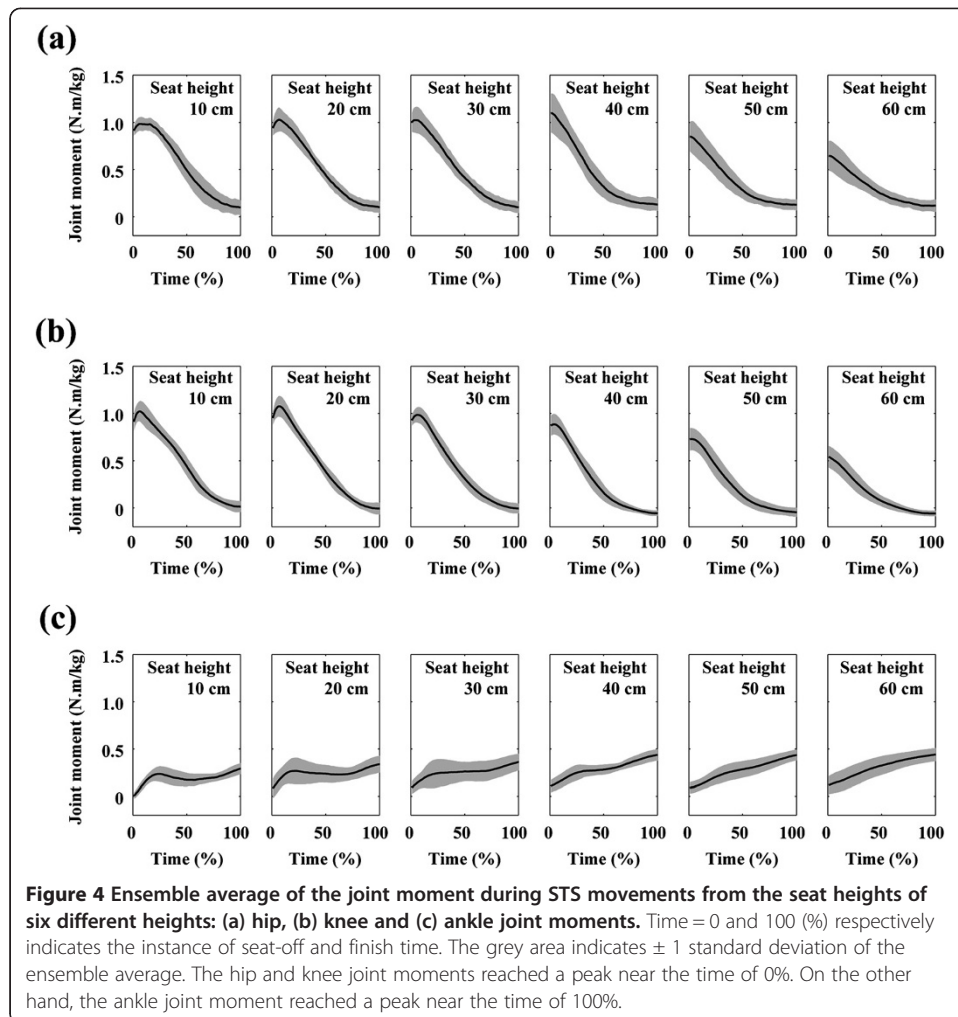 (a)
Joint moment (N.m/kg)
1.5
1.0
0.5
0
Seat height
10 cm
Seat height
20 cm
Seat height
30 cm
Seat height
40 cm
Seat height
50 cm
Seat height
60 cm
0 50 100
0 50 100
0 50 100
0 50 100
0 50 100
0 50 100
Time (%)
Time (%)
Time (%)
Time (%)
Time (%)
Time (%)
(b)
Joint moment (N.m/kg)
1.5
1.0
0.5
0
Seat height
10 cm
Seat height
20 cm
Seat height
30 cm
Seat height
40 cm
Seat height
50 cm
Seat height
60 cm
0 50 100
0 50 100
0 50 100
0 50 100
0 50 100
0 50 100
Time (%)
Time (%)
Time (%)
Time (%)
Time (%)
Time (%)
(c)
Joint moment (N.m/kg)
1.5
1.0
0.5
0
Seat height
10 cm
Seat height
20 cm
Seat height
30 cm
Seat height
40 cm
Seat height
50 cm
Seat height
60 cm
0 50 100
0 50 100
0 50 100
0 50 100
0 50 100
0 50 100
Time (%)
Time (%)
Time (%)
Time (%)
Time (%)
Time (%)
Figure 4 Ensemble average of the joint moment during STS movements from the seat heights of
six different heights: (a) hip, (b) knee and (c) ankle joint moments. Time = 0 and 100 (%) respectively
indicates the instance of seat-off and finish time. The grey area indicates ± 1 standard deviation of the
ensemble average. The hip and knee joint moments reached a peak near the time of 0%. On the other
hand, the ankle joint moment reached a peak near the time of 100%.